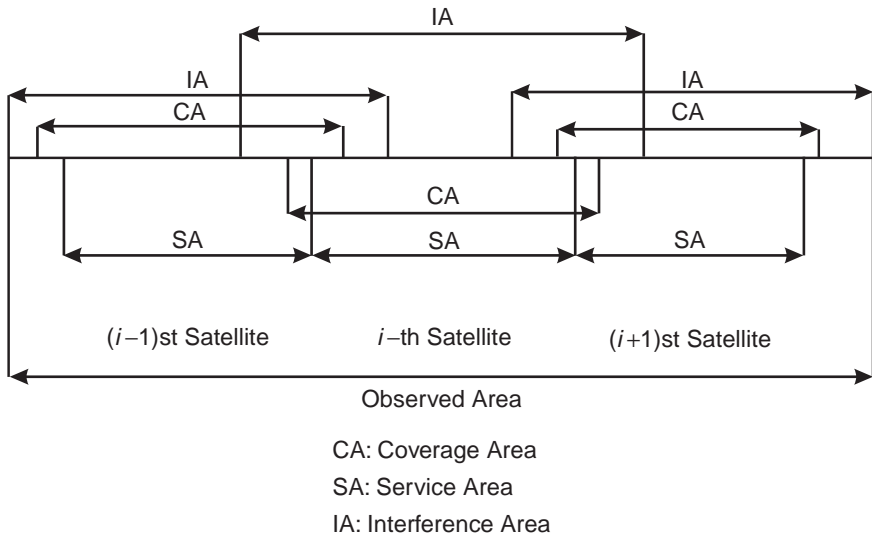 IA
IA
IA
CA
CA
CA
SA
SA
SA
(i−1)st Satellite
i−th Satellite
(i+1)st Satellite
Observed Area
CA: Coverage Area
SA: Service Area
IA: Interference Area